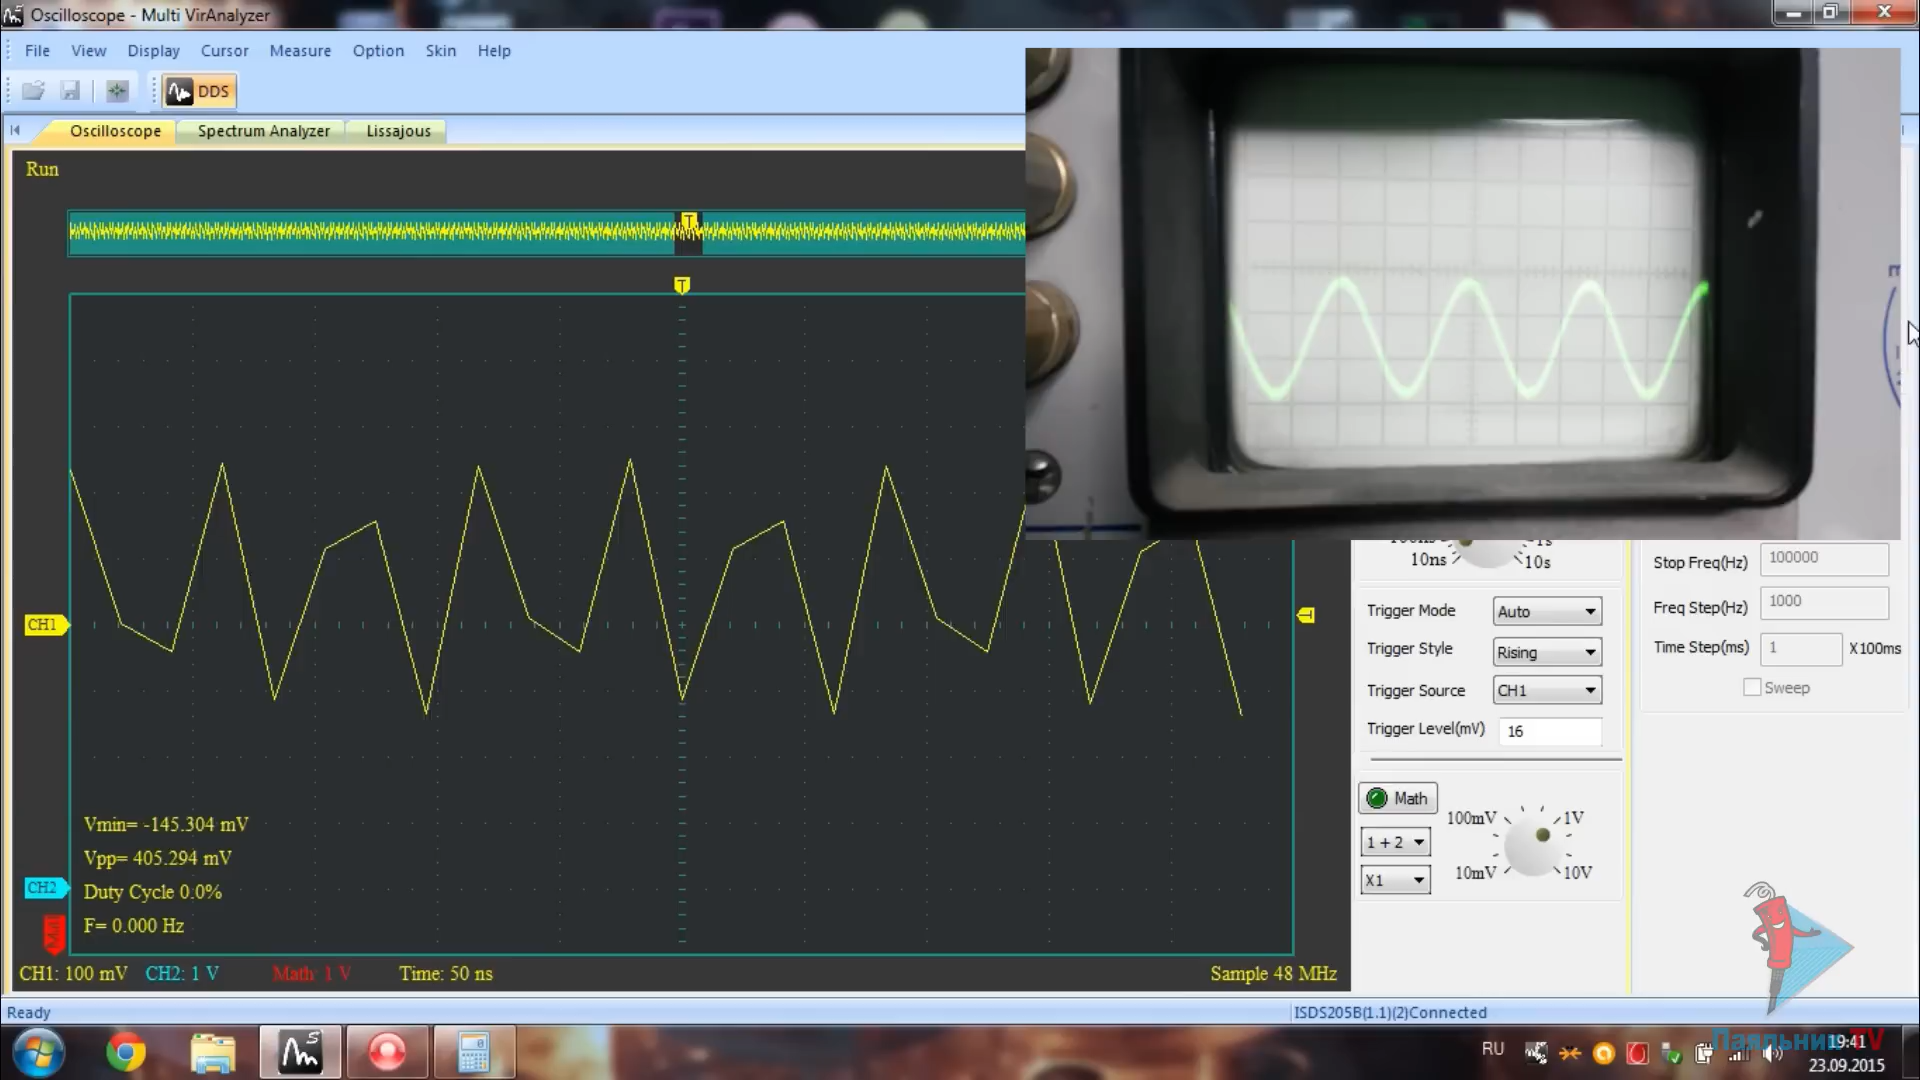 Oscilloscope - Multi VirAnalyzer
File View Display Cursor Measure Option Skin Help
DDS
Oscilloscope Spectrum Analyzer Lissajous
Run
T
T
CH1
CH2
Vmin= -145.304 mV
Vpp= 405.294 mV
Duty Cycle 0.0%
F= 0.000 Hz
CH1: 100 mV CH2: 1 V Math: 1 V Time: 50 ns Sample 48 MHz
10ns 10s
Trigger Mode Auto
Trigger Style Rising
Trigger Source CH1
Trigger Level(mV) 16
Math
1 + 2
X1
100mV 1V
10mV 10V
Stop Freq(Hz) 100000
Freq Step(Hz) 1000
Time Step(ms) 1 X100ms
Sweep
Ready ISDS205B(1.1)(2)Connected
Паяльник TV
RU 19:41
23.09.2015